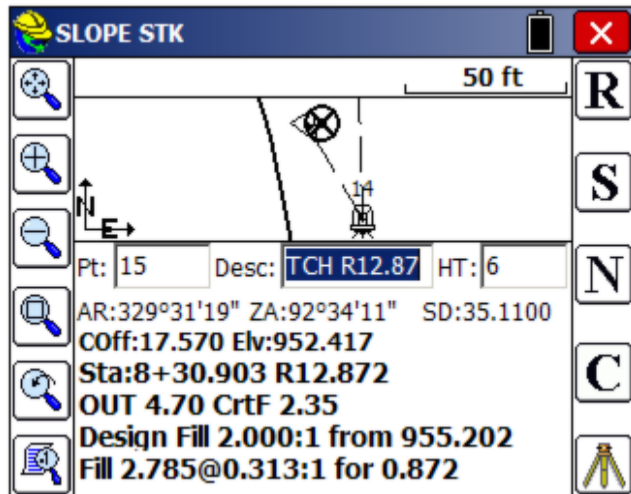 SLOPE STK
50 ft
R
S
N
C
14
N
E
Pt: 15 Desc: TCH R12.87 HT: 6
AR:329°31'19" ZA:92°34'11" SD:35.1100
COff:17.570 Elv:952.417
Sta:8+30.903 R12.872
OUT 4.70 CrtF 2.35
Design Fill 2.000:1 from 955.202
Fill 2.785@0.313:1 for 0.872